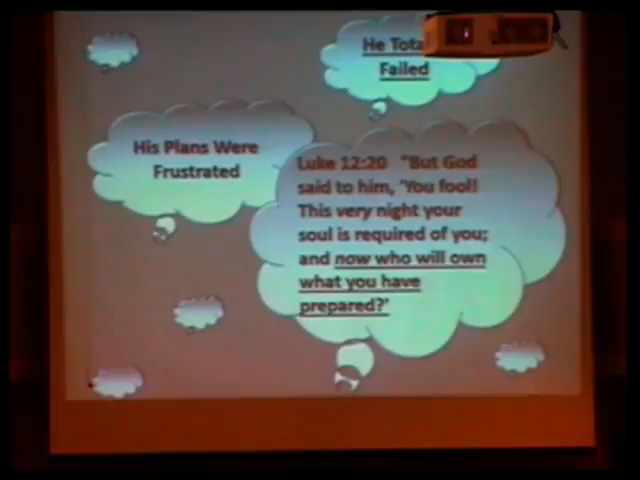 He
Failed
His Plans Were
Frustrated
Luke 12:20 "But God
said to him, 'You fool!
This very night your
soul is required of you;
and now who will own
what you have
prepared?'